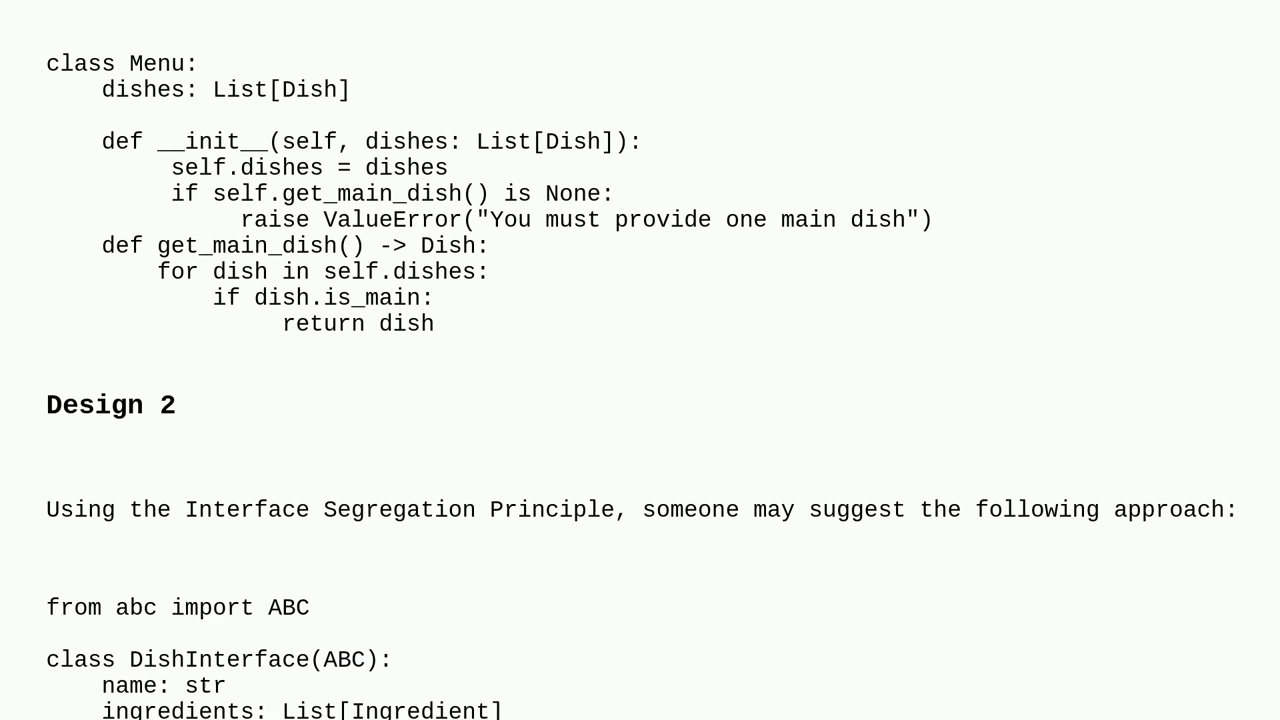 class Menu:
    dishes: List[Dish]

    def __init__(self, dishes: List[Dish]):
         self.dishes = dishes
         if self.get_main_dish() is None:
              raise ValueError("You must provide one main dish")
    def get_main_dish() -> Dish:
        for dish in self.dishes:
            if dish.is_main:
                 return dish

Design 2

Using the Interface Segregation Principle, someone may suggest the following approach:

from abc import ABC

class DishInterface(ABC):
    name: str
    ingredients: List[Ingredient]